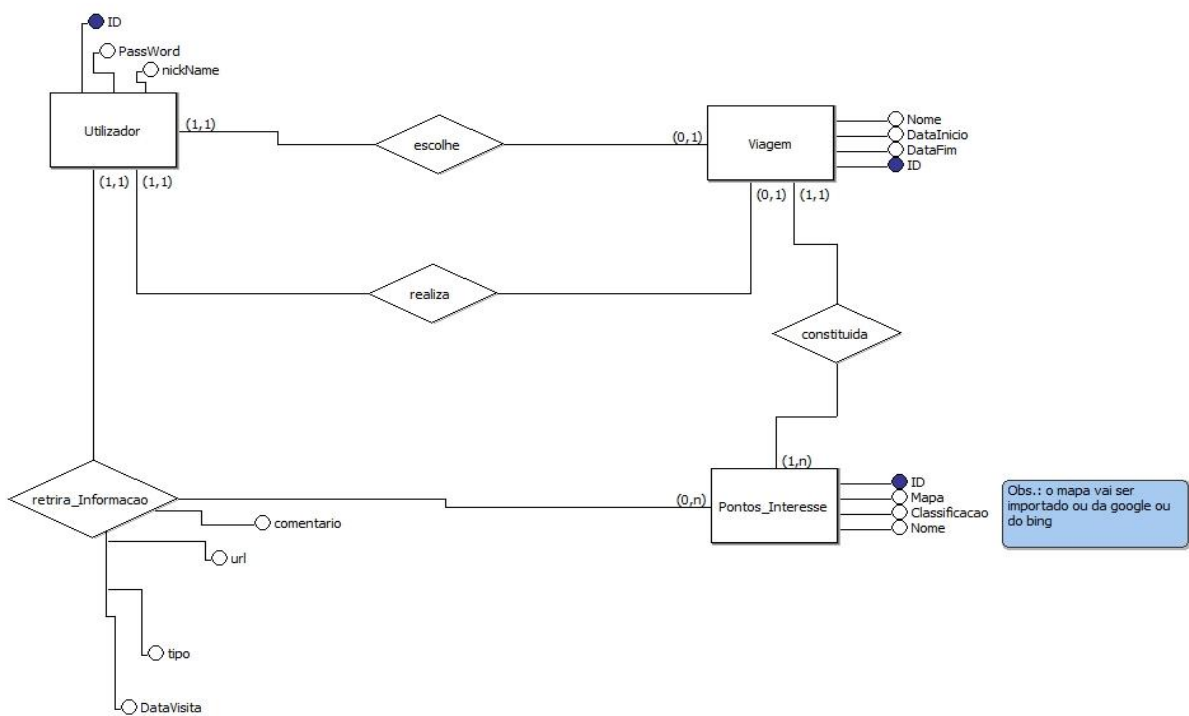 ID
PassWord
nickName
Utilizador
(1,1)
escolhe
(0,1)
Viagem
Nome
DataInicio
DataFim
ID
(1,1)
(1,1)
(0,1)
(1,1)
realiza
constituida
(1,n)
retrira_Informacao
(0,n)
Pontos_Interesse
ID
Mapa
Classificacao
Nome
Obs.: o mapa vai ser
importado ou da google ou
do bing
comentario
url
tipo
DataVisita